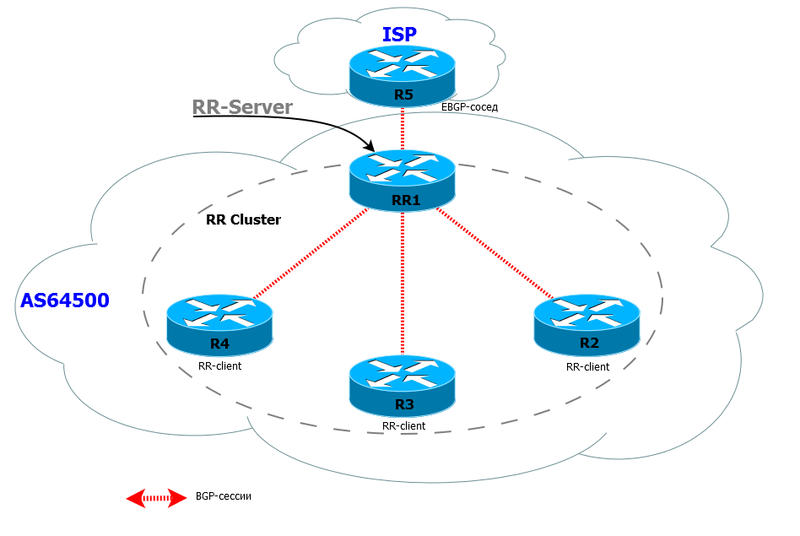 ISP
R5
EBGP-сосед
RR-Server
RR1
RR Cluster
AS64500
R4
RR-client
R2
RR-client
R3
RR-client
BGP-сессии